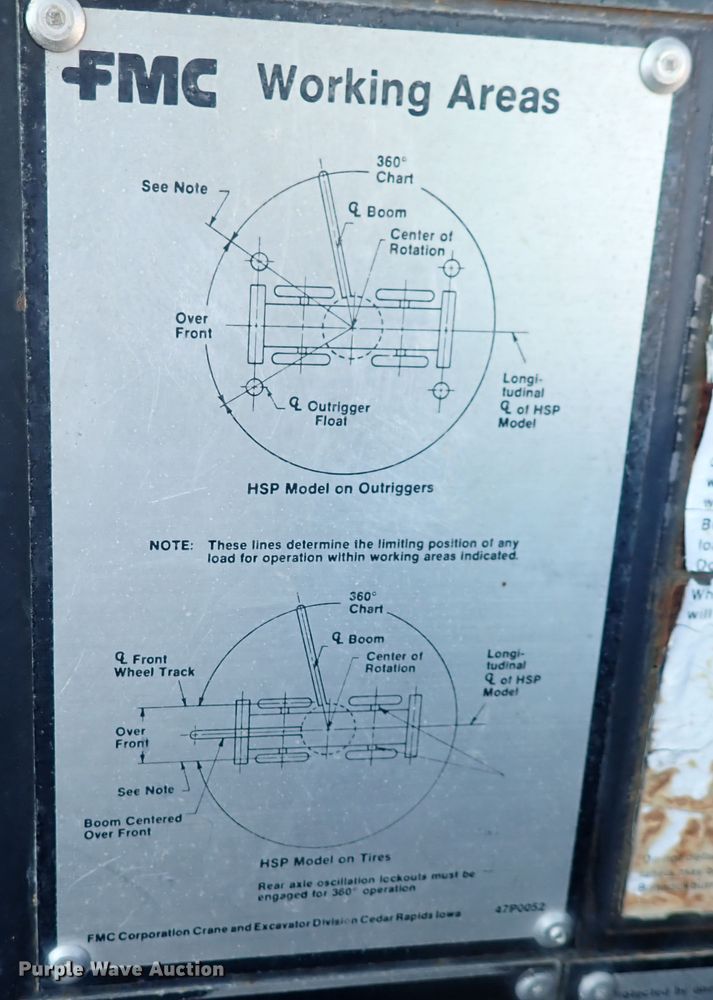 FMC Working Areas
360°
Chart
See Note
℄ Boom
Center of
Rotation
Over
Front
Longi-
tudinal
℄ of HSP
Model
℄ Outrigger
Float
HSP Model on Outriggers
NOTE: These lines determine the limiting position of any
load for operation within working areas indicated.
360°
Chart
℄ Boom
℄ Front
Wheel Track
Center of
Rotation
Longi-
tudinal
℄ of HSP
Model
Over
Front
See Note
Boom Centered
Over Front
HSP Model on Tires
Rear axle oscillation lockouts must be
engaged for 360° operation
FMC Corporation Crane and Excavator Division Cedar Rapids Iowa 47P0052
Wh
will
Purple Wave Auction